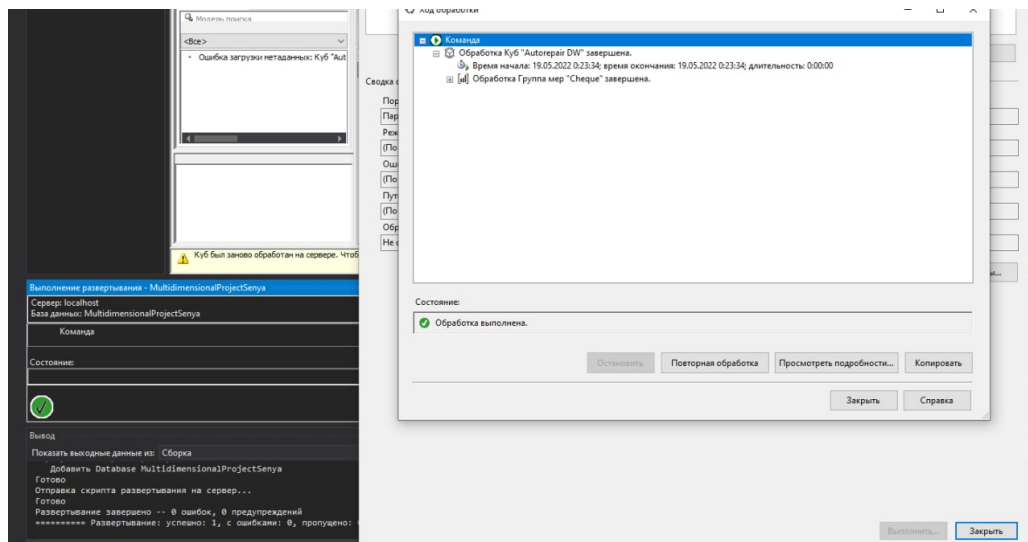 Модель поиска
<Все>
Ошибка загрузки метаданных: Куб "Aut
Куб был заново обработан на сервере. Чтоб
Сводка
Пар
(По
(По
(По
Не
Ход обработки
Команда
Обработка Куб "Autorepair DW" завершена.
Время начала: 19.05.2022 0:23:34; время окончания: 19.05.2022 0:23:34; длительность: 0:00:00
Обработка Группа мер "Cheque" завершена.
Состояние:
Обработка выполнена.
Остановить Повторная обработка Просмотреть подробности... Копировать
Закрыть Справка
Выполнение развертывания - MultidimensionalProjectSenya
Сервер: localhost
База данных: MultidimensionalProjectSenya
Команда
Состояние:
Вывод
Показать выходные данные из: Сборка
Добавить Database MultidimensionalProjectSenya
Готово
Отправка скрипта развертывания на сервер...
Готово
Развертывание завершено -- 0 ошибок, 0 предупреждений
========== Развертывание: успешно: 1, с ошибками: 0, пропущено:
Выполнить... Закрыть